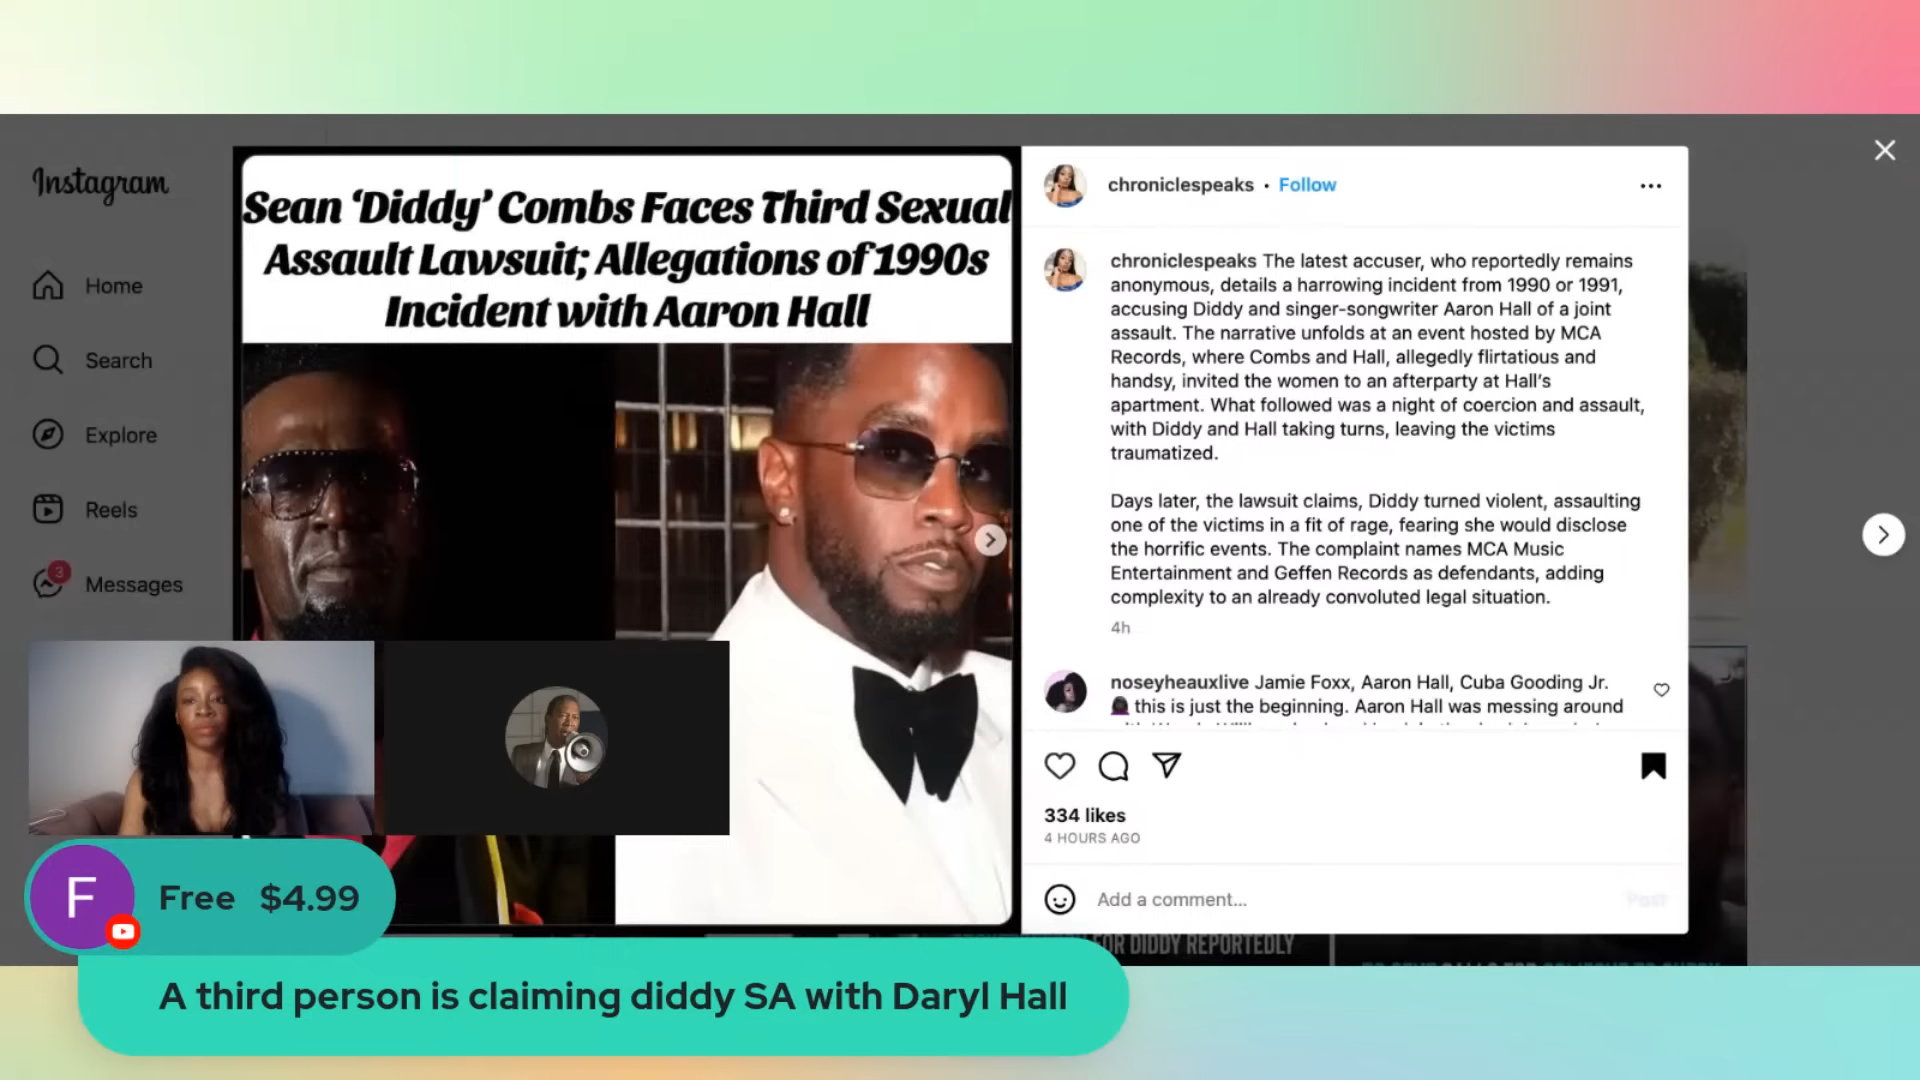 Instagram
Home
Search
Explore
Reels
3
Messages
Sean ‘Diddy’ Combs Faces Third Sexual
Assault Lawsuit; Allegations of 1990s
Incident with Aaron Hall
chroniclespeaks • Follow
chroniclespeaks The latest accuser, who reportedly remains
anonymous, details a harrowing incident from 1990 or 1991,
accusing Diddy and singer-songwriter Aaron Hall of a joint
assault. The narrative unfolds at an event hosted by MCA
Records, where Combs and Hall, allegedly flirtatious and
handsy, invited the women to an afterparty at Hall's
apartment. What followed was a night of coercion and assault,
with Diddy and Hall taking turns, leaving the victims
traumatized.
Days later, the lawsuit claims, Diddy turned violent, assaulting
one of the victims in a fit of rage, fearing she would disclose
the horrific events. The complaint names MCA Music
Entertainment and Geffen Records as defendants, adding
complexity to an already convoluted legal situation.
4h
noseyheauxlive Jamie Foxx, Aaron Hall, Cuba Gooding Jr.
this is just the beginning. Aaron Hall was messing around
334 likes
4 HOURS AGO
Add a comment...
Post
DIDDY REPORTEDLY
F
Free $4.99
A third person is claiming diddy SA with Daryl Hall